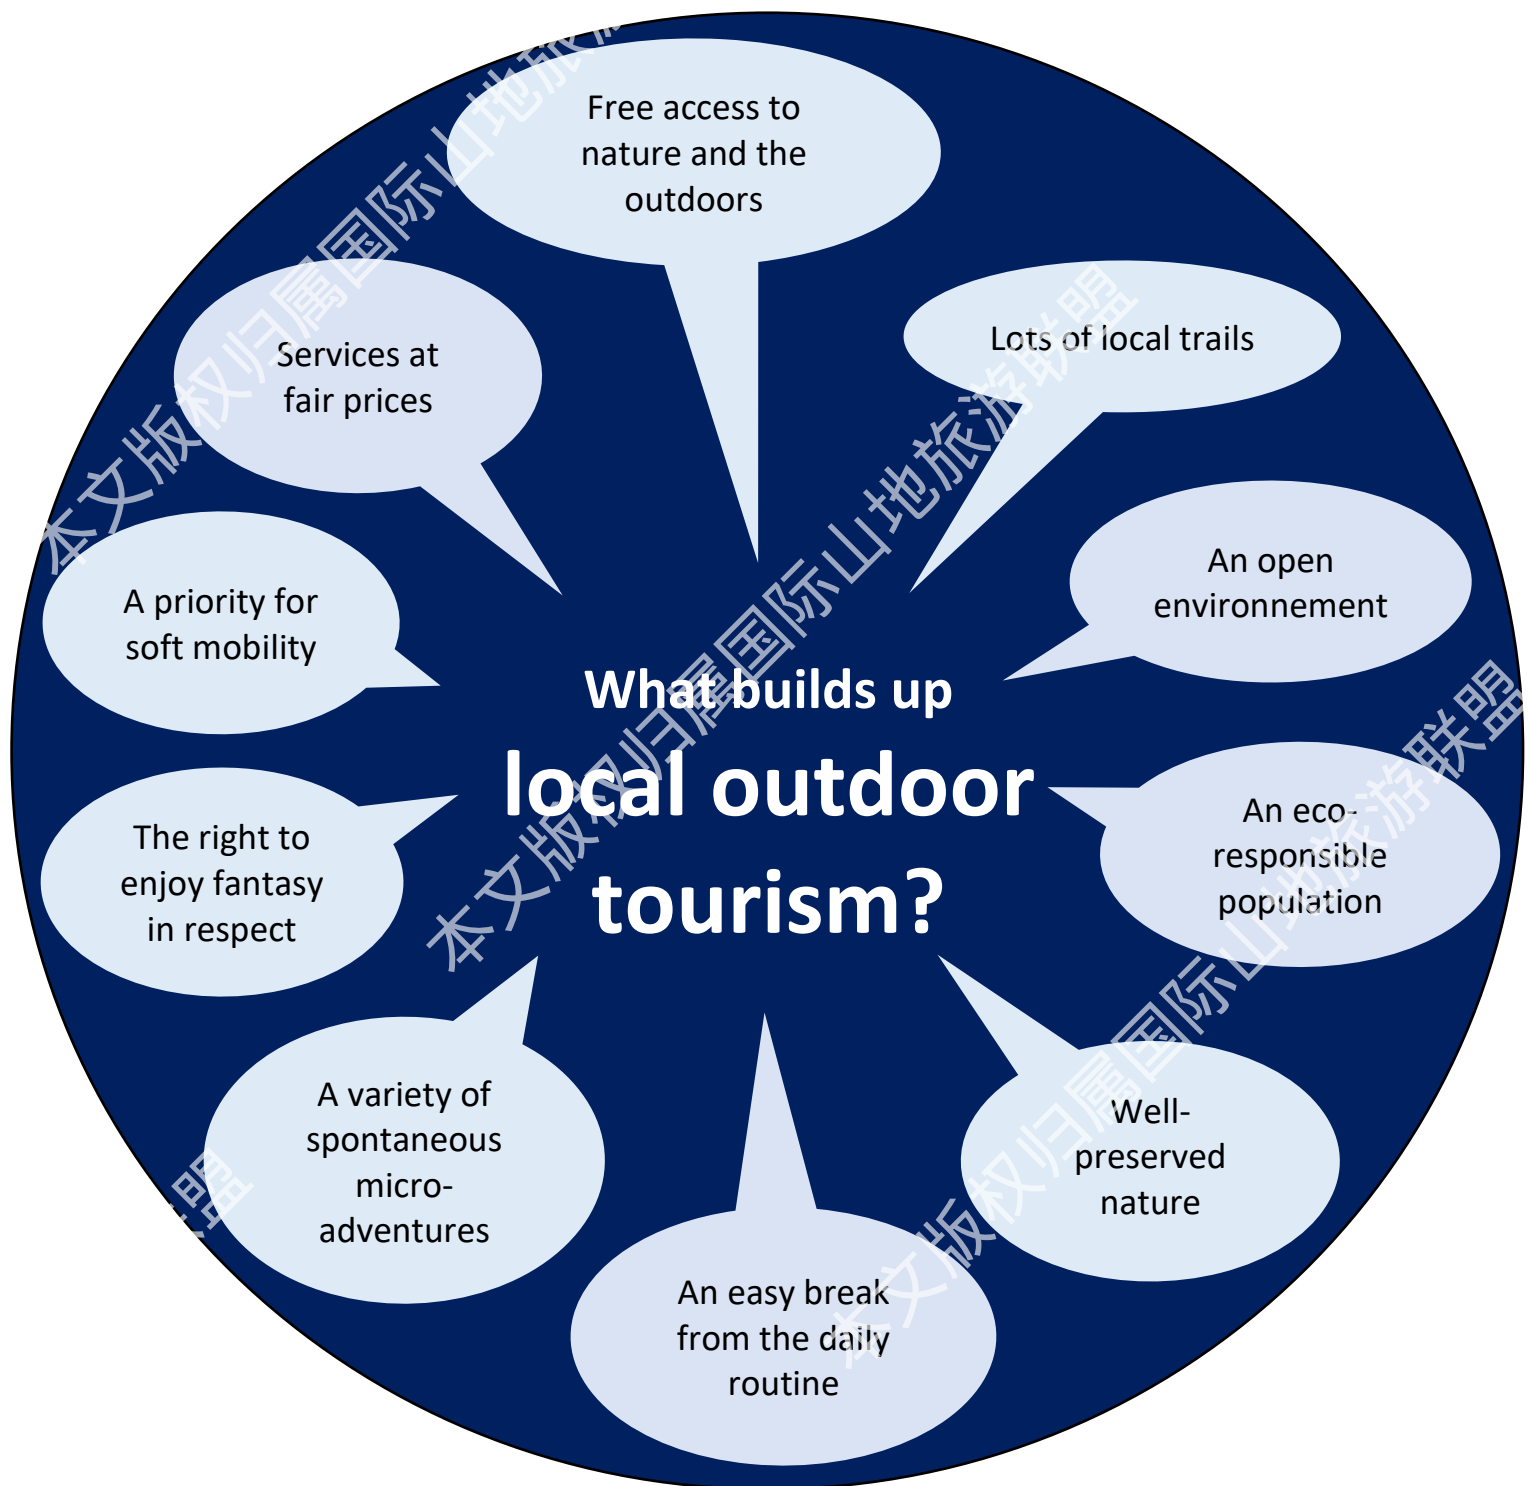 Free access to
nature and the
outdoors
Lots of local trails
Services at
fair prices
An open
environnement
A priority for
soft mobility
What builds up
local outdoor
tourism?
An eco-
responsible
population
The right to
enjoy fantasy
in respect
A variety of
spontaneous
micro-
adventures
Well-
preserved
nature
An easy break
from the daily
routine
本文版权归属国际山地旅游
本文版权归属国际山地旅游联盟
本文版权归属国际山地旅游联盟
联盟